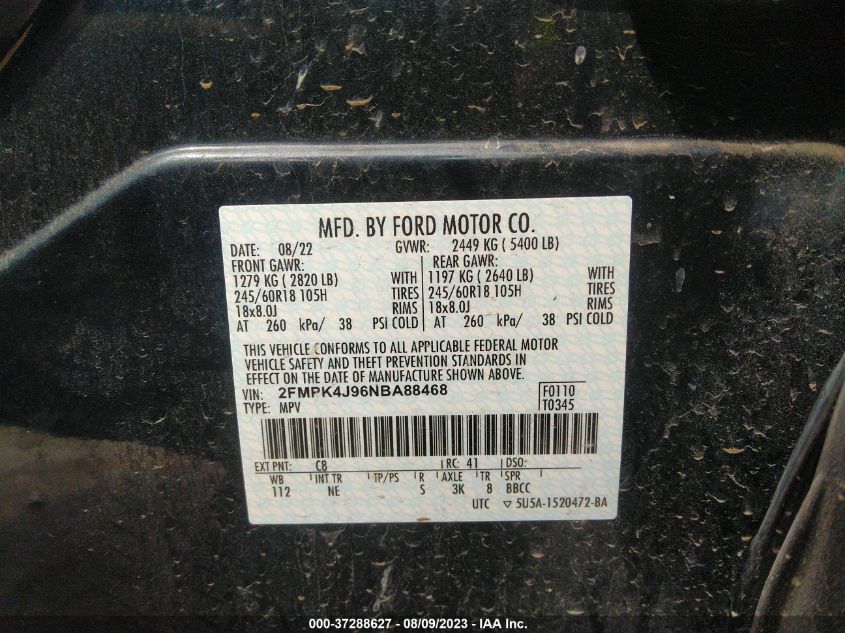 MFD. BY FORD MOTOR CO.
DATE: 08/22 GVWR: 2449 KG ( 5400 LB)
FRONT GAWR: REAR GAWR:
1279 KG ( 2820 LB) WITH 1197 KG ( 2640 LB) WITH
245/60R18 105H TIRES 245/60R18 105H TIRES
18x8.0J RIMS 18x8.0J RIMS
AT 260 kPa/ 38 PSI COLD AT 260 kPa/ 38 PSI COLD
THIS VEHICLE CONFORMS TO ALL APPLICABLE FEDERAL MOTOR
VEHICLE SAFETY AND THEFT PREVENTION STANDARDS IN
EFFECT ON THE DATE OF MANUFACTURE SHOWN ABOVE.
VIN: 2FMPK4J96NBA88468 F0110
TYPE: MPV T0345
EXT PNT: C8 RC: 41 DSO:
WB INT TR TP/PS R AXLE TR SPR
112 NE S 3K 8 BBCC
UTC ▽ 5U5A-1520472-BA
000-37288627 - 08/09/2023 - IAA Inc.